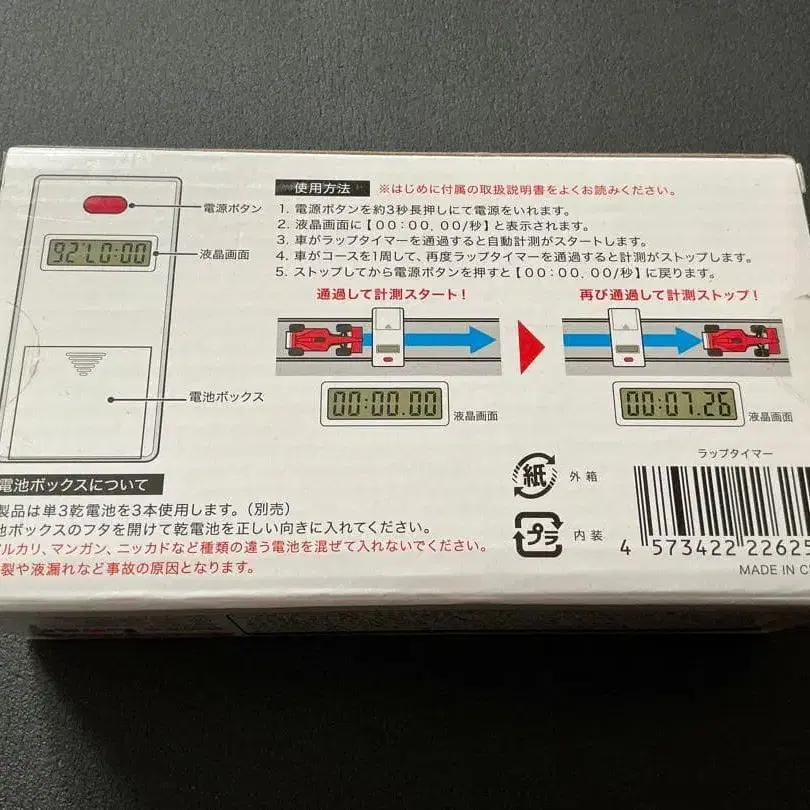 使用方法 ※はじめに付属の取扱説明書をよくお読みください。
1. 電源ボタンを約3秒長押しにて電源をいれます。
2. 液晶画面に【00:00.00/秒】と表示されます。
3. 車がラップタイマーを通過すると自動計測がスタートします。
4. 車がコースを1周して、再度ラップタイマーを通過すると計測がストップします。
5. ストップしてから電源ボタンを押すと【00:00.00/秒】に戻ります。
電源ボタン
00:07.26
液晶画面
電池ボックス
通過して計測スタート!
再び通過して計測ストップ!
00:00.00
液晶画面
00:07.26
液晶画面
電池ボックスについて
製品は単3乾電池を3本使用します。(別売)
池ボックスのフタを開けて乾電池を正しい向きに入れてください。
ルカリ、マンガン、ニッカドなど種類の違う電池を混ぜて入れないでください。
裂や液漏れなど事故の原因となります。
紙 外箱
プラ 内装
ラップタイマー
4 573422 22625
MADE IN C